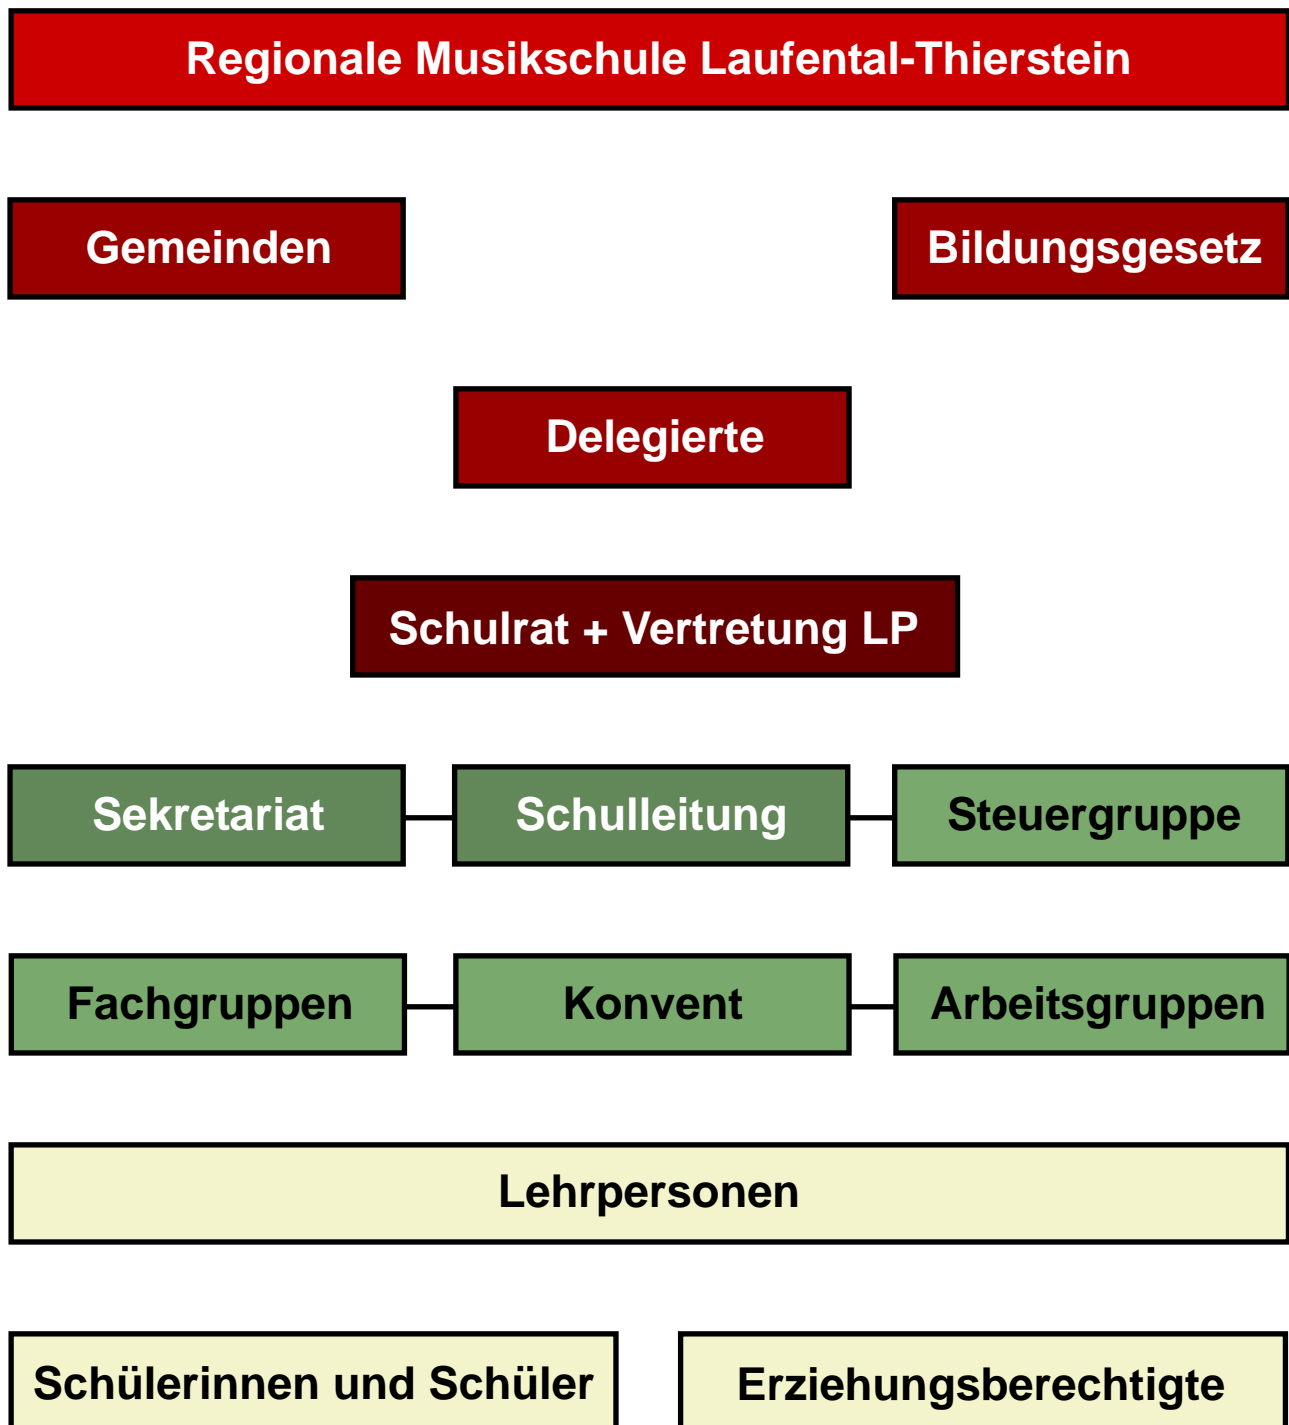 Regionale Musikschule Laufental-Thierstein
Gemeinden
Bildungsgesetz
Delegierte
Schulrat + Vertretung LP
Sekretariat
Schulleitung
Steuergruppe
Fachgruppen
Konvent
Arbeitsgruppen
Lehrpersonen
Schülerinnen und Schüler
Erziehungsberechtigte